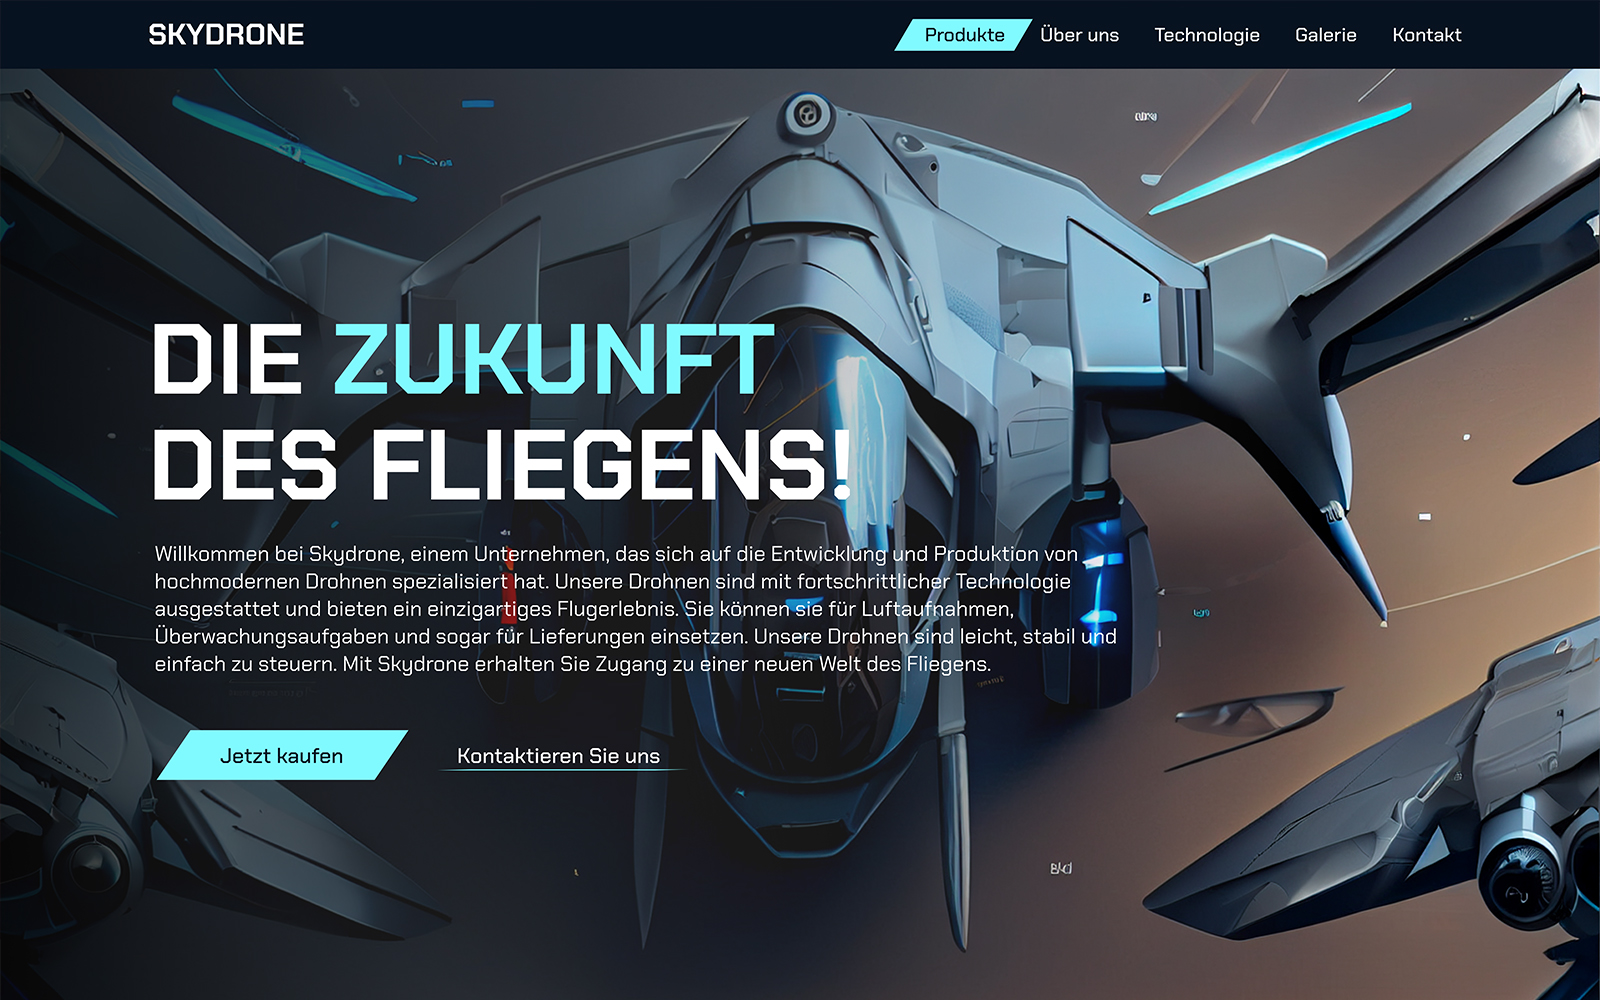 SKYDRONE
Produkte Über uns Technologie Galerie Kontakt
DIE ZUKUNFT
DES FLIEGENS!
Willkommen bei Skydrone, einem Unternehmen, das sich auf die Entwicklung und Produktion von
hochmodernen Drohnen spezialisiert hat. Unsere Drohnen sind mit fortschrittlicher Technologie
ausgestattet und bieten ein einzigartiges Flugerlebnis. Sie können sie für Luftaufnahmen,
Überwachungsaufgaben und sogar für Lieferungen einsetzen. Unsere Drohnen sind leicht, stabil und
einfach zu steuern. Mit Skydrone erhalten Sie Zugang zu einer neuen Welt des Fliegens.
Jetzt kaufen
Kontaktieren Sie uns